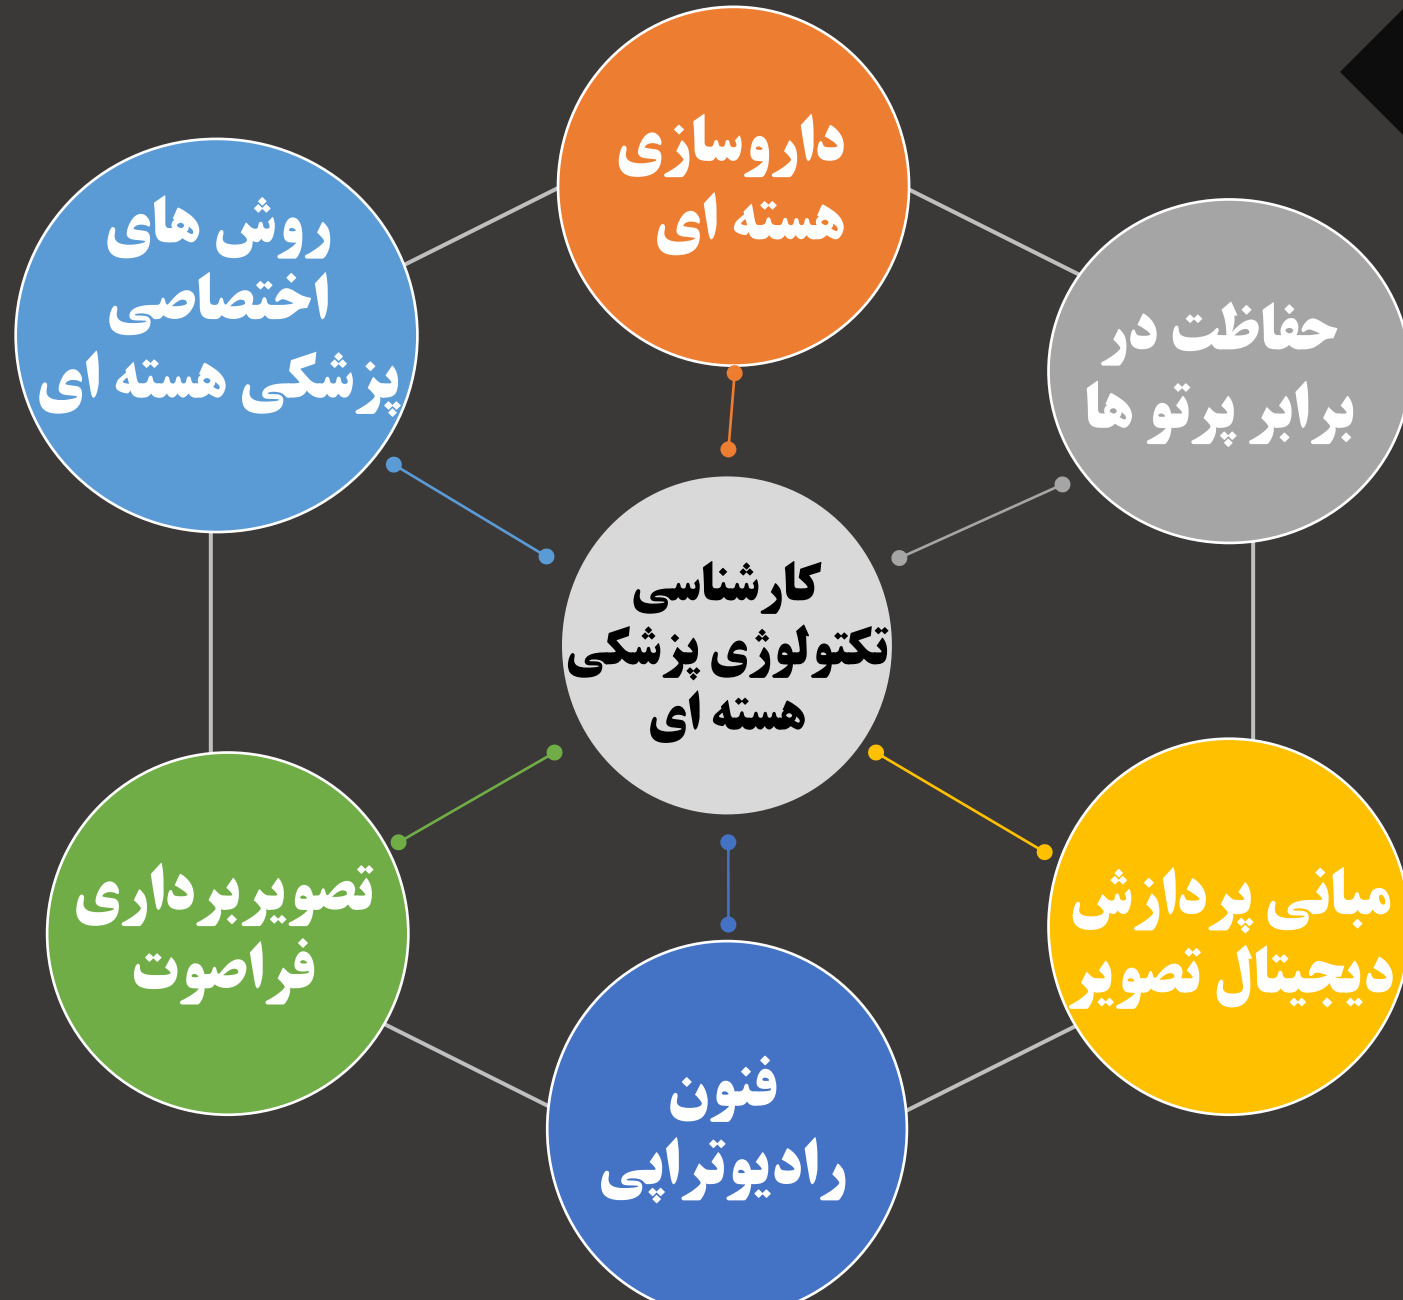 داروسازی
هسته ای
روش های
اختصاصی
پزشکی هسته ای
حفاظت در
برابر پرتو ها
کارشناسی
تکتولوژی پزشکی
هسته ای
تصویربرداری
فراصوت
مبانی پردازش
دیجیتال تصویر
فنون
رادیوتراپی